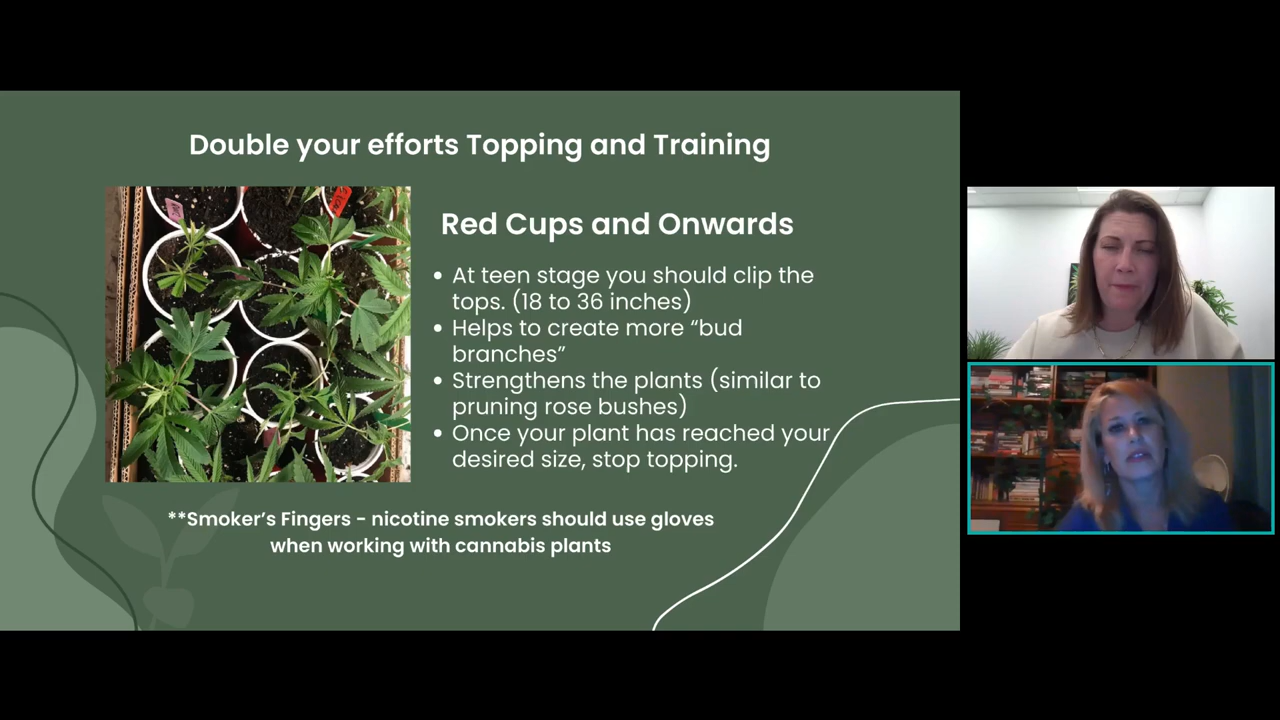 Double your efforts Topping and Training
Red Cups and Onwards
• At teen stage you should clip the
tops. (18 to 36 inches)
• Helps to create more “bud
branches”
• Strengthens the plants (similar to
pruning rose bushes)
• Once your plant has reached your
desired size, stop topping.
**Smoker’s Fingers - nicotine smokers should use gloves
when working with cannabis plants